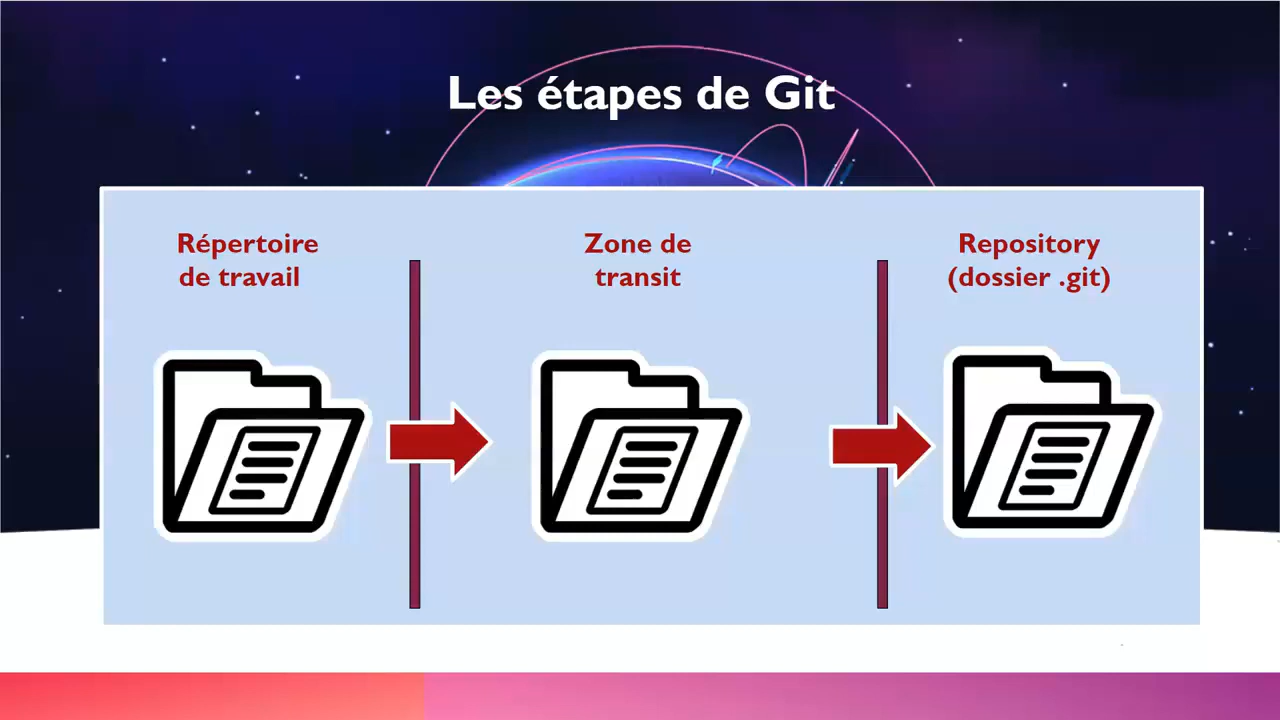 Les étapes de Git
Répertoire
de travail
Zone de
transit
Repository
(dossier .git)